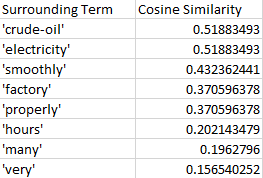 Surrounding Term Cosine Similarity
'crude-oil' 0.51883493
'electricity' 0.51883493
'smoothly' 0.432362441
'factory' 0.370596378
'properly' 0.370596378
'hours' 0.202143479
'many' 0.1962796
'very' 0.156540252